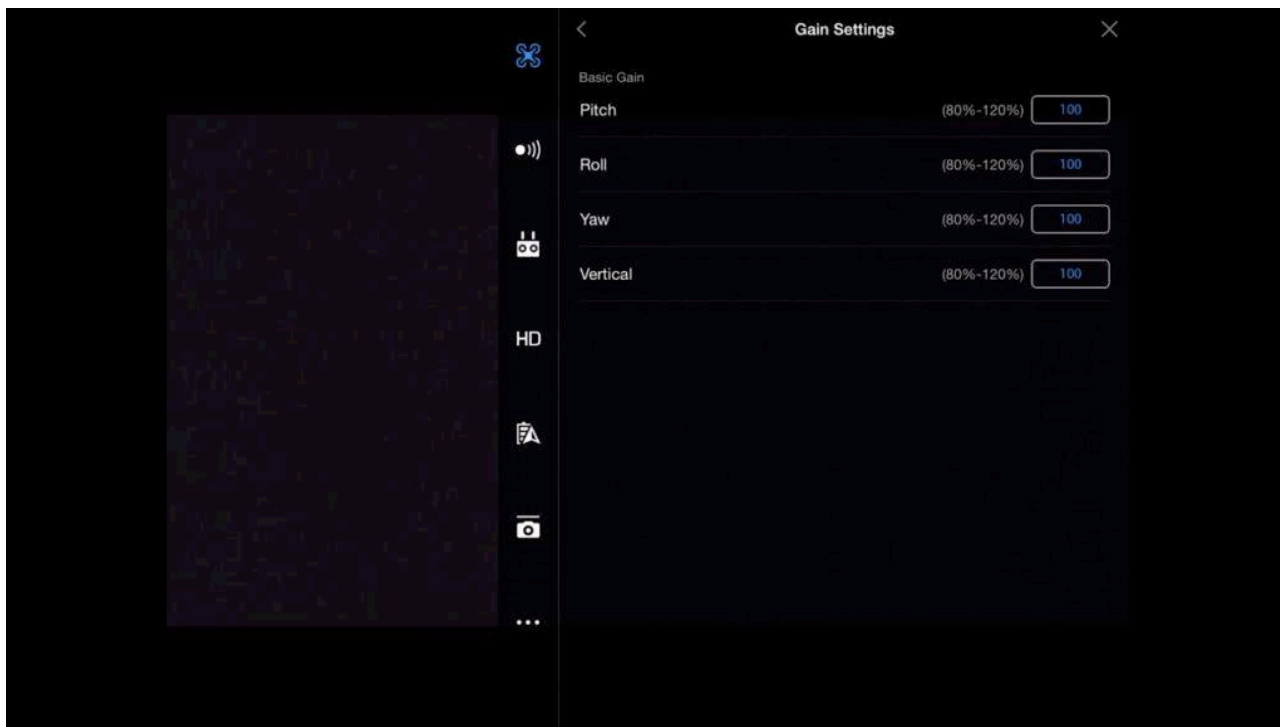 Gain Settings
Basic Gain
Pitch (80%-120%) 100
Roll (80%-120%) 100
Yaw (80%-120%) 100
Vertical (80%-120%) 100
HD